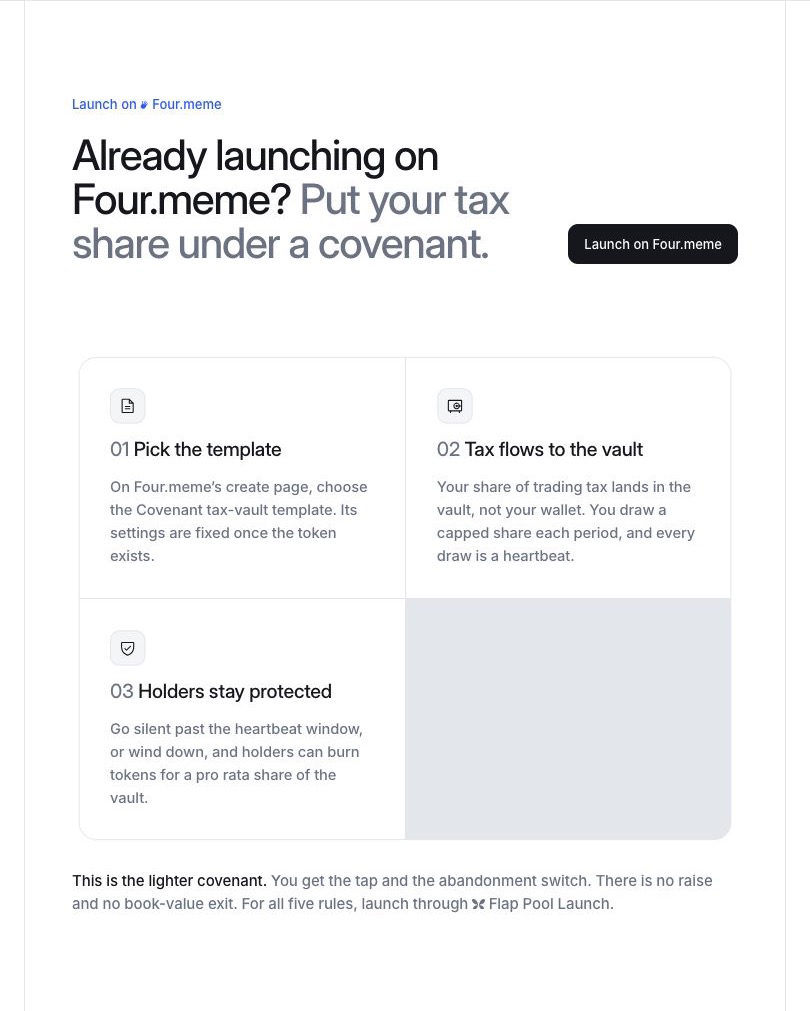 Launch on Four.meme
Already launching on
Four.meme? Put your tax
share under a covenant.
Launch on Four.meme
01 Pick the template
On Four.meme’s create page, choose
the Covenant tax-vault template. Its
settings are fixed once the token
exists.
02 Tax flows to the vault
Your share of trading tax lands in the
vault, not your wallet. You draw a
capped share each period, and every
draw is a heartbeat.
03 Holders stay protected
Go silent past the heartbeat window,
or wind down, and holders can burn
tokens for a pro rata share of the
vault.
This is the lighter covenant. You get the tap and the abandonment switch. There is no raise
and no book-value exit. For all five rules, launch through Flap Pool Launch.